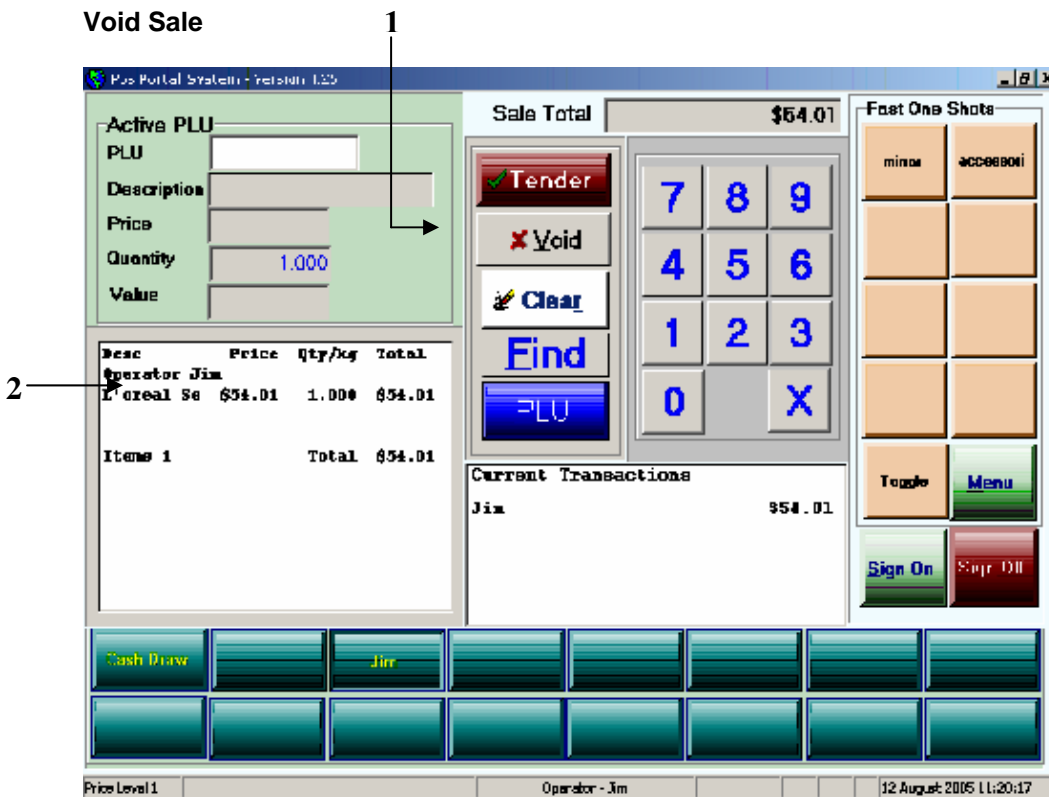 Void Sale
1
Pos Portal System - Version 1.25
Active PLU
PLU
Description
Price
Quantity 1.000
Value
Sale Total $54.01
Tender
Void
Clear
Find
PLU
7 8 9
4 5 6
1 2 3
0 X
Fast One Shots
minor accessori
Toggle Menu
Sign On Sign Off
2
Desc Price Qty/kg Total
Operator Jim
L'oreal Se $54.01 1.000 $54.01
Items 1 Total $54.01
Current Transactions
Jim $54.01
Cash Draw Jim
Price Level 1 Operator - Jim 12 August 2005 11:20:17